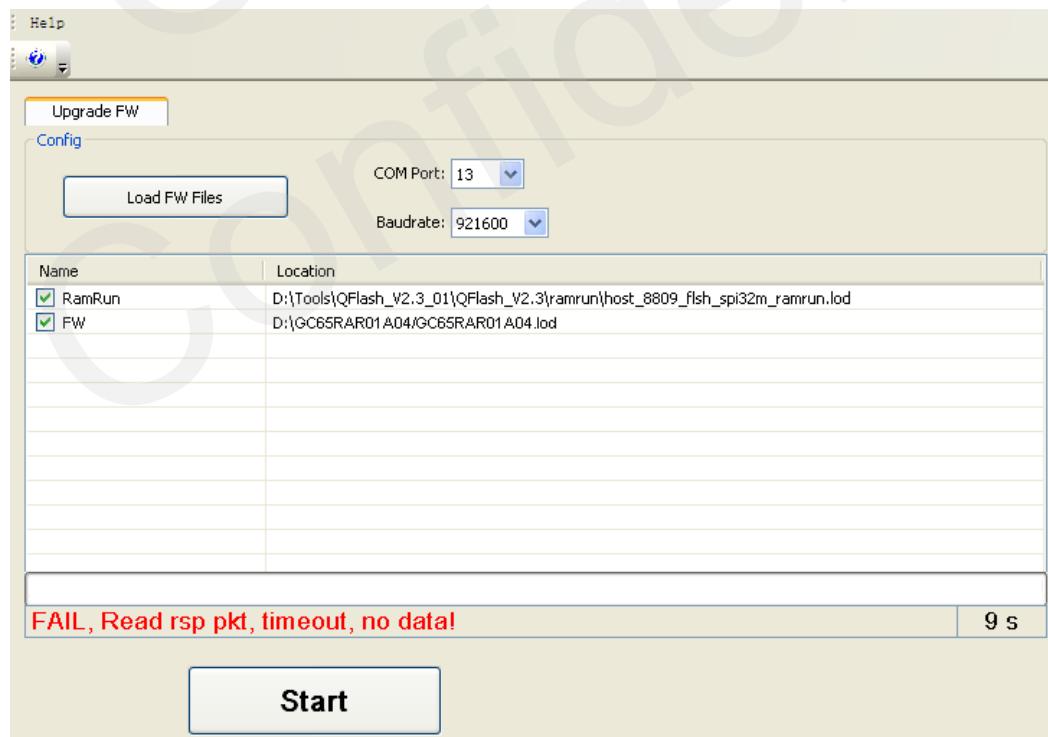 Help
Upgrade FW
Config
Load FW Files
COM Port: 13
Baudrate: 921600
Name Location
RamRun D:\Tools\QFlash_V2.3_01\QFlash_V2.3\ramrun\host_8809_flsh_spi32m_ramrun.lod
FW D:\GC65RAR01A04/GC65RAR01A04.lod
FAIL, Read rsp pkt, timeout, no data! 9 s
Start
Confide